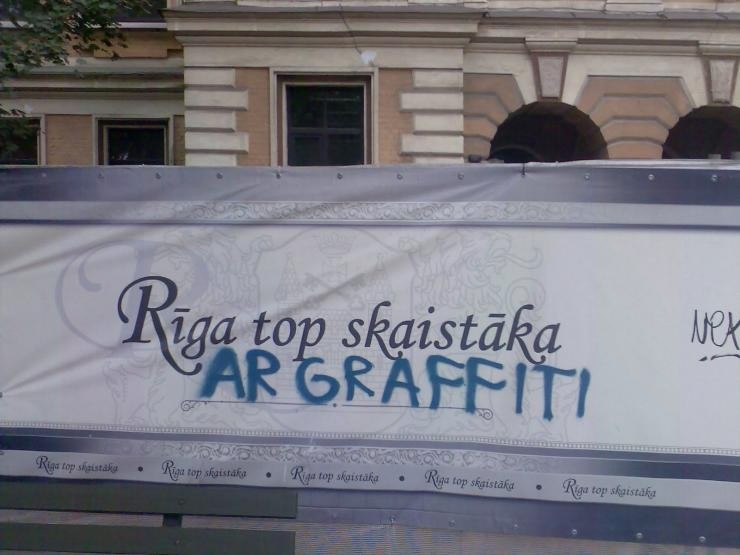 Rīga top skaistāka
AR GRAFFITI
NEK
Rīga top skaistāka • Rīga top skaistāka • Rīga top skaistāka • Rīga top skaistāka • Rīga top skaistāka